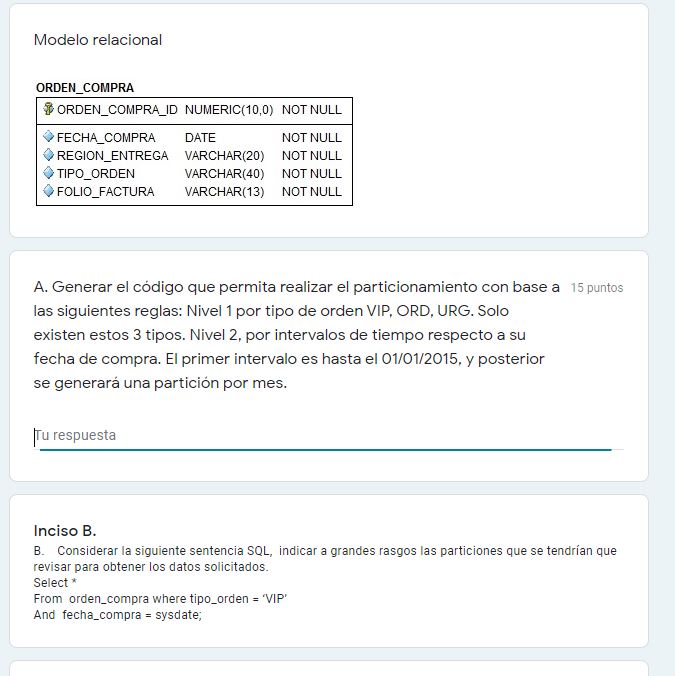 Modelo relacional
ORDEN_COMPRA
ORDEN_COMPRA_ID NUMERIC(10,0) NOT NULL
FECHA_COMPRA DATE NOT NULL
REGION_ENTREGA VARCHAR(20) NOT NULL
TIPO_ORDEN VARCHAR(40) NOT NULL
FOLIO_FACTURA VARCHAR(13) NOT NULL
A. Generar el código que permita realizar el particionamiento con base a 15 puntos
las siguientes reglas: Nivel 1 por tipo de orden VIP, ORD, URG. Solo
existen estos 3 tipos. Nivel 2, por intervalos de tiempo respecto a su
fecha de compra. El primer intervalo es hasta el 01/01/2015, y posterior
se generará una partición por mes.
Tu respuesta
Inciso B.
B. Considerar la siguiente sentencia SQL, indicar a grandes rasgos las particiones que se tendrían que
revisar para obtener los datos solicitados.
Select *
From orden_compra where tipo_orden = ‘VIP’
And fecha_compra = sysdate;